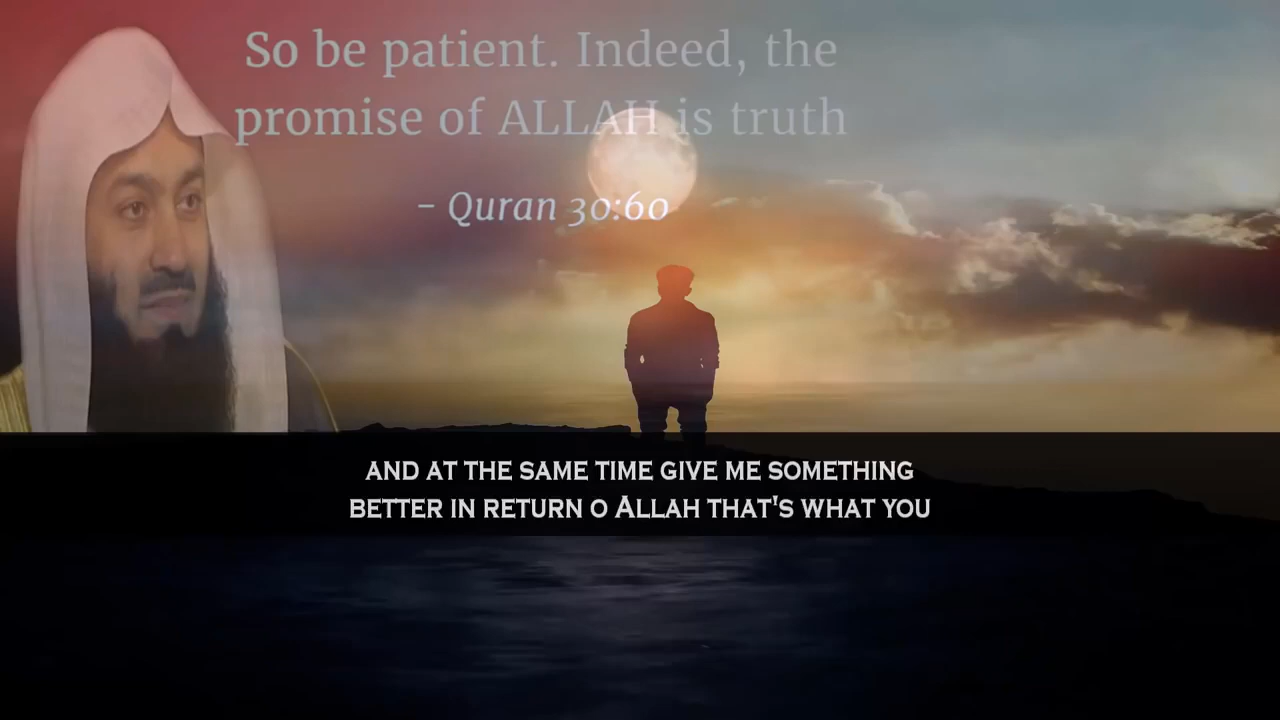 So be patient. Indeed, the
promise of ALLAH is truth
– Quran 30:60
AND AT THE SAME TIME GIVE ME SOMETHING
BETTER IN RETURN O ALLAH THAT'S WHAT YOU